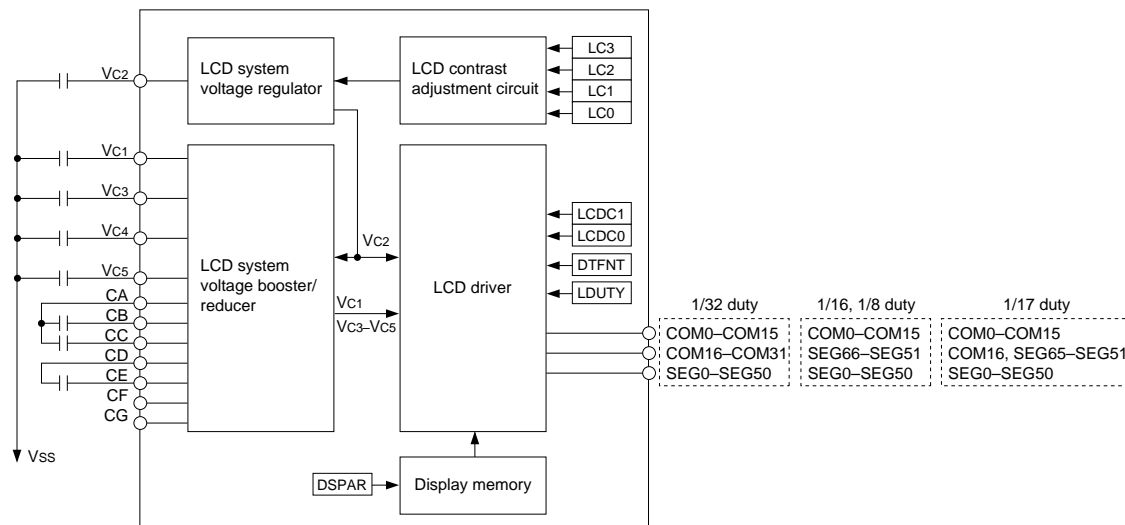 VC2
LCD system
voltage regulator
LCD contrast
adjustment circuit
LC3
LC2
LC1
LC0
VC1
VC3
VC4
VC5
CA
CB
CC
CD
CE
CF
CG
VSS
LCD system
voltage booster/
reducer
VC2
VC1
VC3–VC5
LCD driver
LCDC1
LCDC0
DTFNT
LDUTY
DSPAR
Display memory
1/32 duty
COM0–COM15
COM16–COM31
SEG0–SEG50
1/16, 1/8 duty
COM0–COM15
SEG66–SEG51
SEG0–SEG50
1/17 duty
COM0–COM15
COM16, SEG65–SEG51
SEG0–SEG50